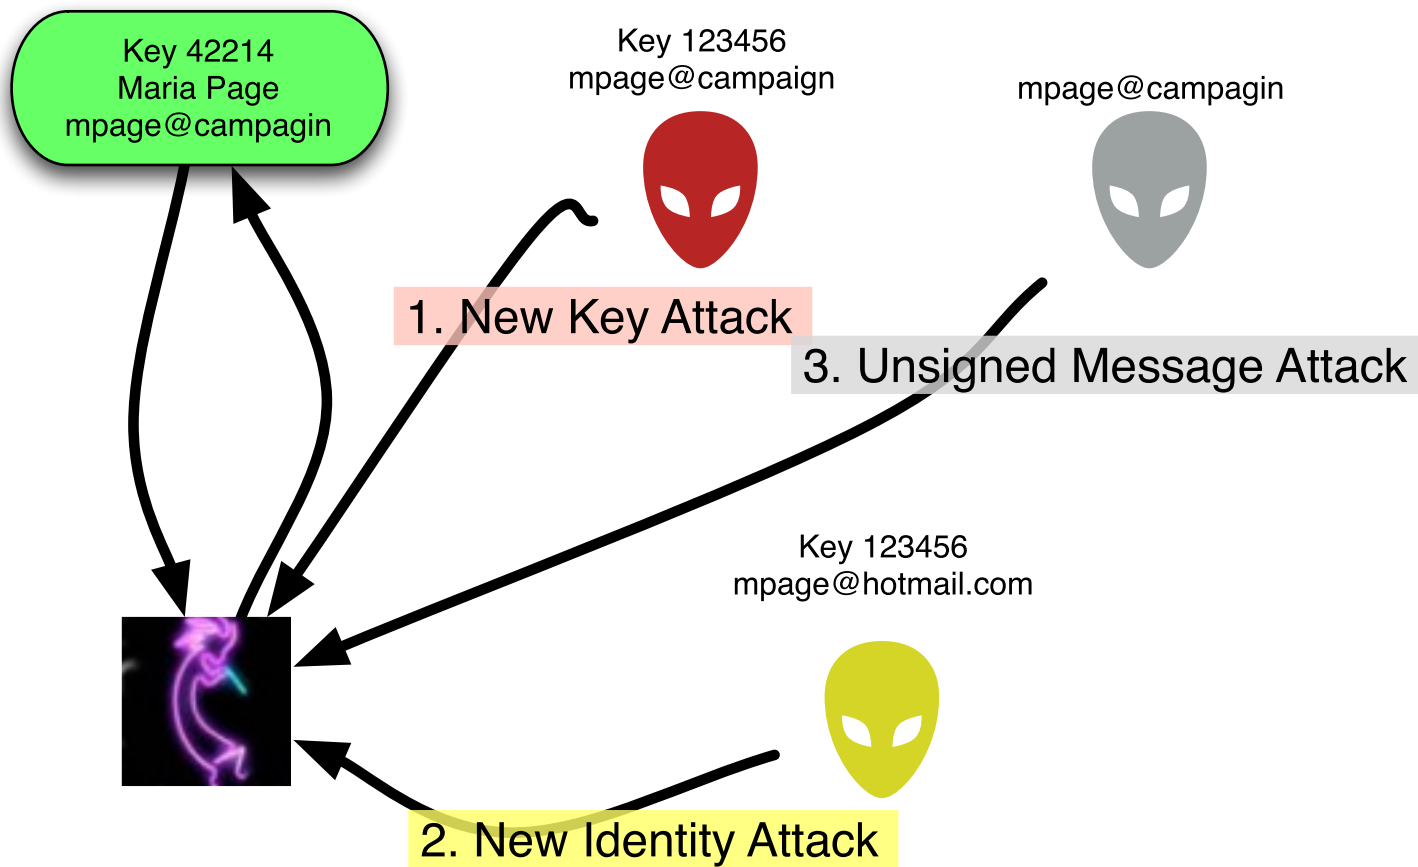 Key 42214
Maria Page
mpage@campagin
Key 123456
mpage@campaign
mpage@campagin
1. New Key Attack
3. Unsigned Message Attack
Key 123456
mpage@hotmail.com
2. New Identity Attack